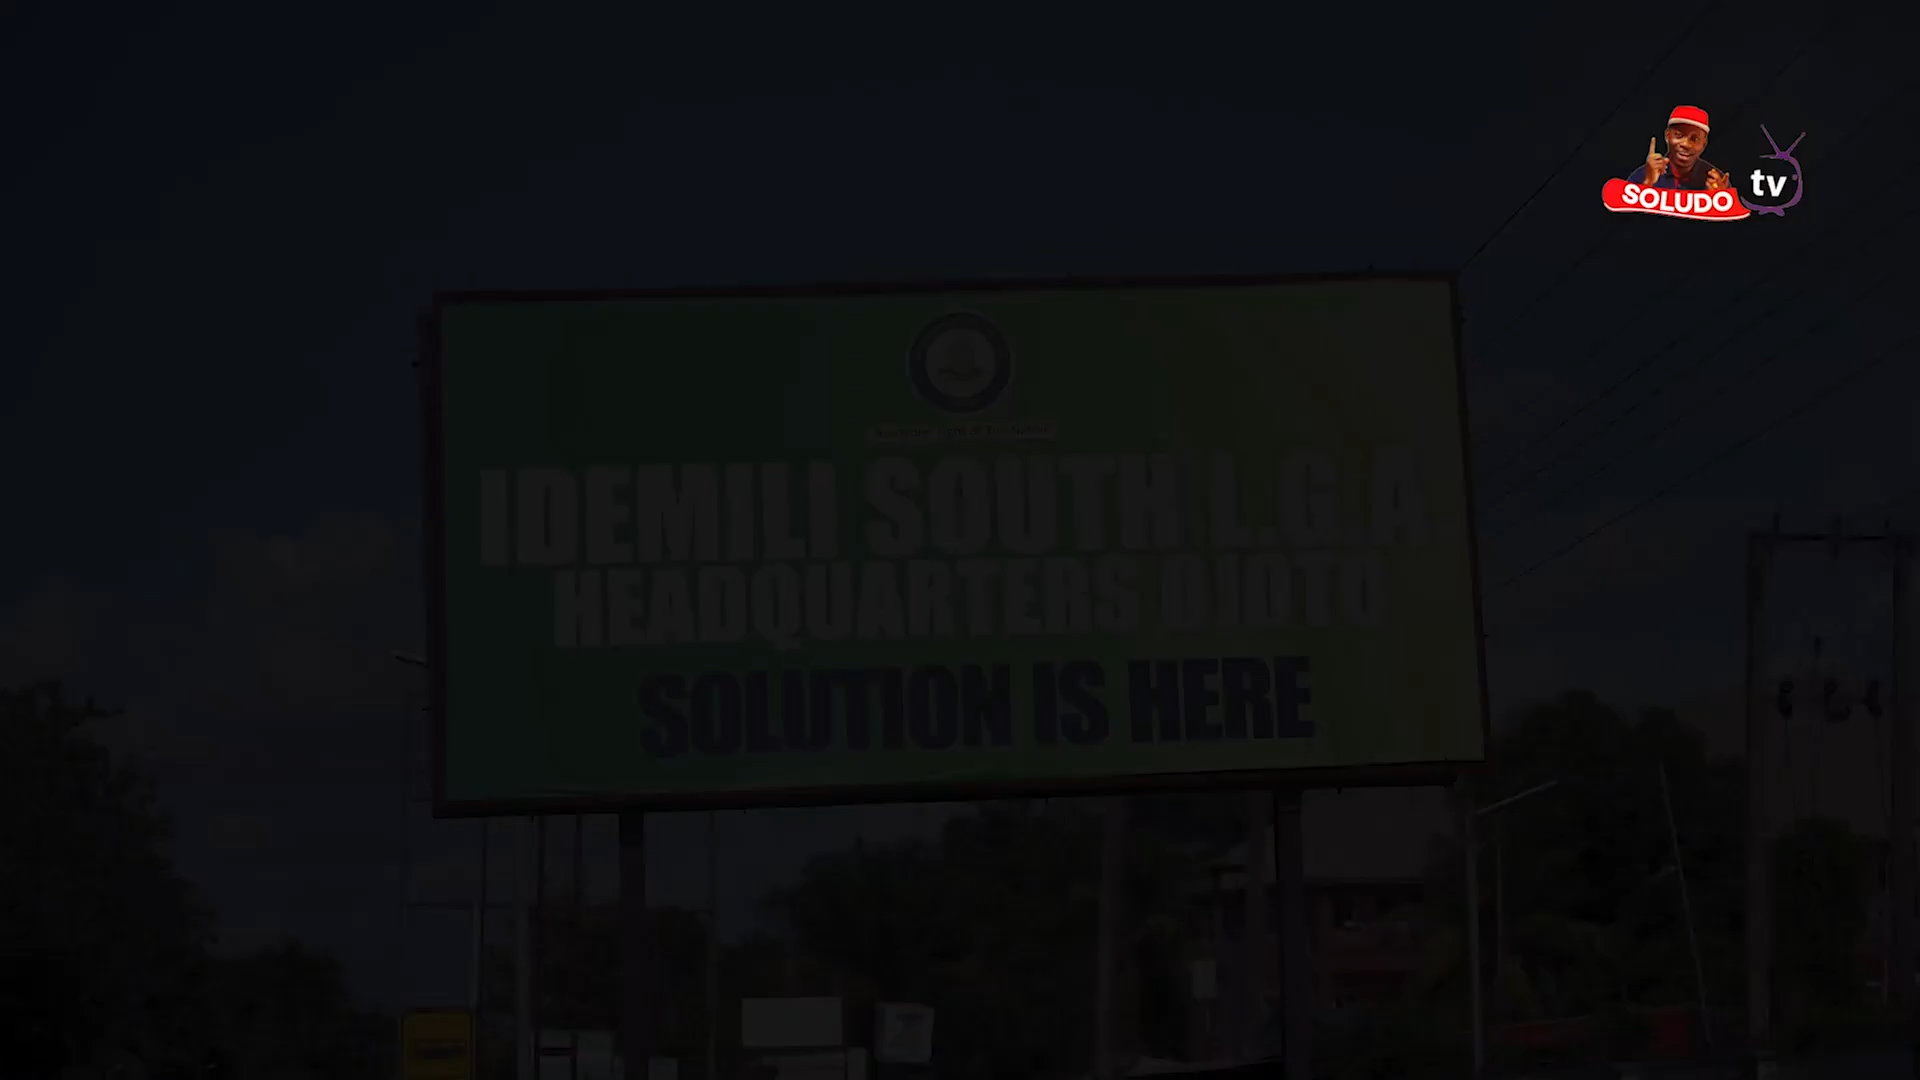 SOLUDO tv
IDEMILI SOUTH L.G.A
HEADQUARTERS OJOTO
SOLUTION IS HERE